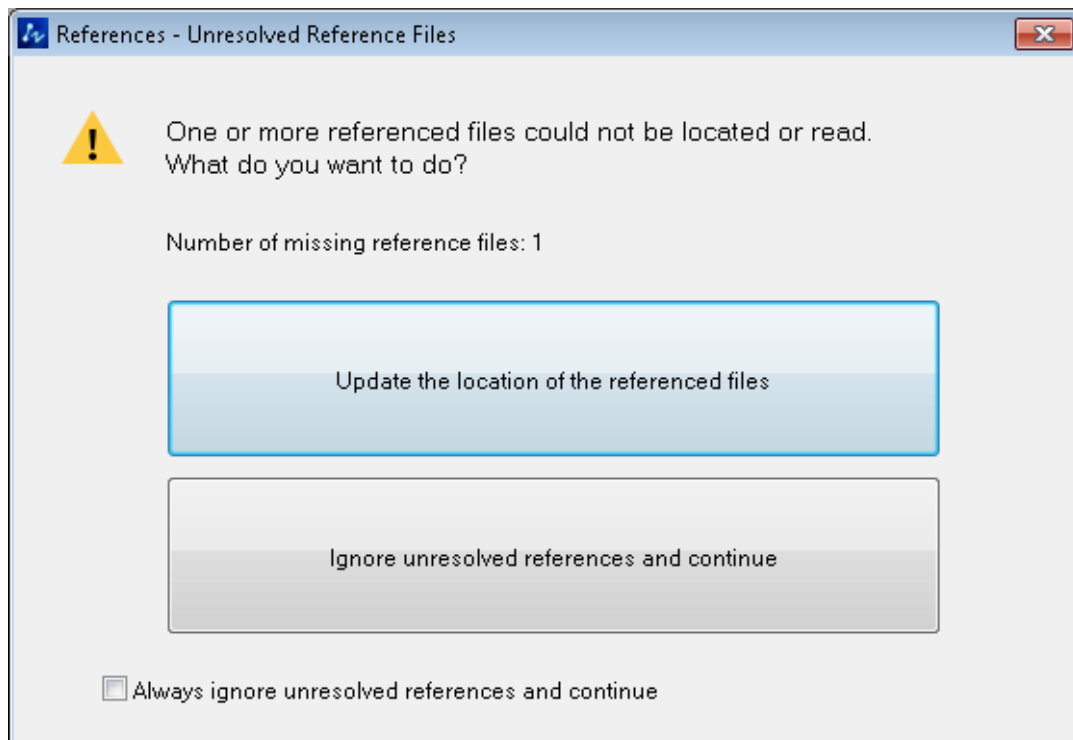 References - Unresolved Reference Files
One or more referenced files could not be located or read.
What do you want to do?
Number of missing reference files: 1
Update the location of the referenced files
Ignore unresolved references and continue
Always ignore unresolved references and continue